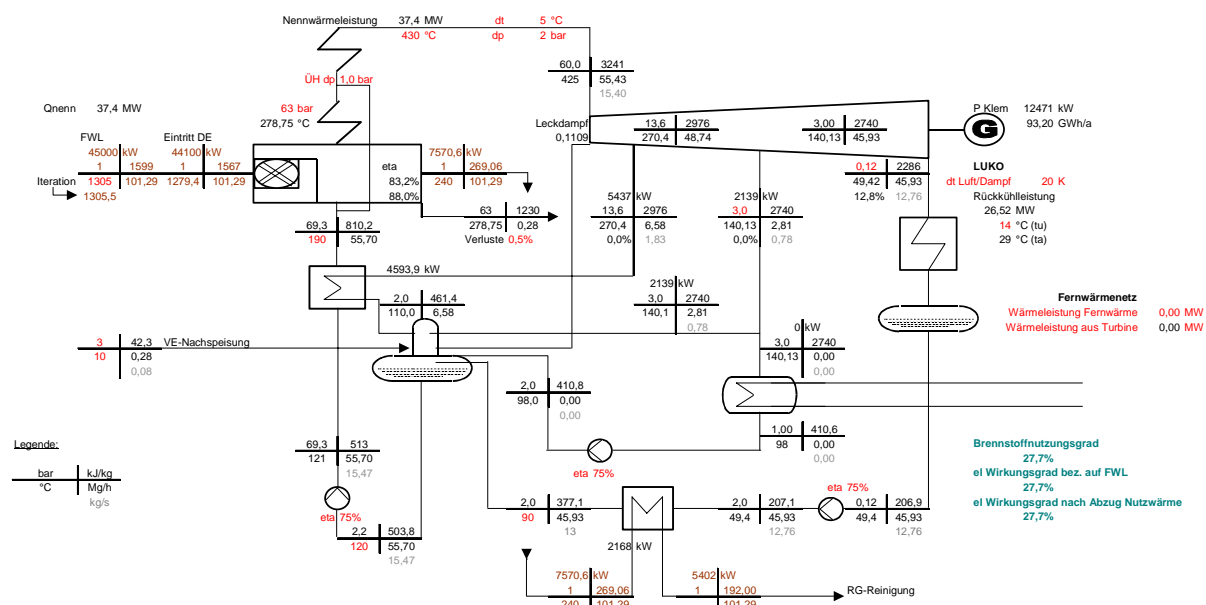 Nennwärmeleistung 37,4 MW dt 5 °C
430 °C dp 2 bar
60,0 3241
425 55,43
15,40
ÜH dp 1,0 bar
Qnenn 37,4 MW
63 bar
278,75 °C
Leckdampf
0,1109
13,6 2976
270,4 48,74
3,00 2740
140,13 45,93
G
P Klem 12471 kW
93,20 GWh/a
FWL Eintritt DE
45000 kW 44100 kW
1 1599 1 1567
Iteration 1305 101,29 1279,4 101,29
1305,5
eta
83,2%
88,0%
7570,6 kW
1 269,06
240 101,29
63 1230
278,75 0,28
Verluste 0,5%
0,12 2286
49,42 45,93
12,8% 12,76
LUKO
dt Luft/Dampf 20 K
Rückkühlleistung
26,52 MW
14 °C (tu)
29 °C (ta)
5437 kW
13,6 2976
270,4 6,58
0,0% 1,83
2139 kW
3,0 2740
140,13 2,81
0,0% 0,78
69,3 810,2
190 55,70
4593,9 kW
2,0 461,4
110,0 6,58
2139 kW
3,0 2740
140,1 2,81
0,78
Fernwärmenetz
Wärmeleistung Fernwärme 0,00 MW
Wärmeleistung aus Turbine 0,00 MW
3 42,3 VE-Nachspeisung
10 0,28
0,08
0 kW
3,0 2740
140,13 0,00
0,00
2,0 410,8
98,0 0,00
0,00
1,00 410,6
98 0,00
0,00
Legende:
bar kJ/kg
°C Mg/h
kg/s
69,3 513
121 55,70
15,47
eta 75%
2,2 503,8
120 55,70
15,47
eta 75%
2,0 377,1
90 45,93
13
2168 kW
2,0 207,1
49,4 45,93
12,76
eta 75%
0,12 206,9
49,4 45,93
12,76
Brennstoffnutzungsgrad
27,7%
el Wirkungsgrad bez. auf FWL
27,7%
el Wirkungsgrad nach Abzug Nutzwärme
27,7%
7570,6 kW
1 269,06
240 101,29
5402 kW
1 192,00
101,29
RG-Reinigung